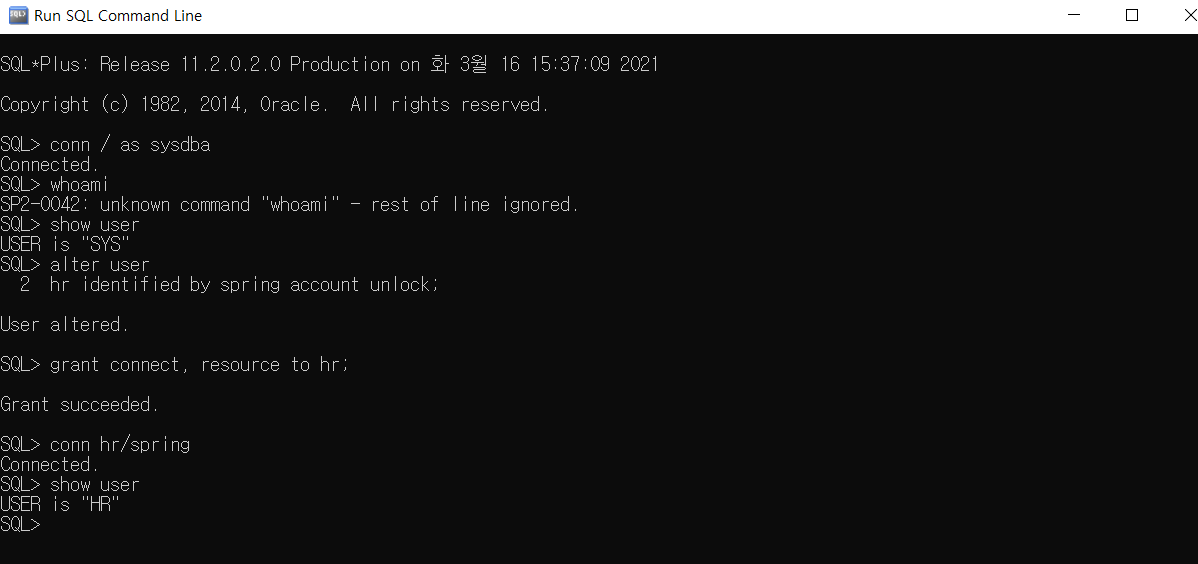 Run SQL Command Line
SQL*Plus: Release 11.2.0.2.0 Production on 화 3월 16 15:37:09 2021
Copyright (c) 1982, 2014, Oracle.  All rights reserved.
SQL> conn / as sysdba
Connected.
SQL> whoami
SP2-0042: unknown command "whoami" - rest of line ignored.
SQL> show user
USER is "SYS"
SQL> alter user
  2  hr identified by spring account unlock;
User altered.
SQL> grant connect, resource to hr;
Grant succeeded.
SQL> conn hr/spring
Connected.
SQL> show user
USER is "HR"
SQL>